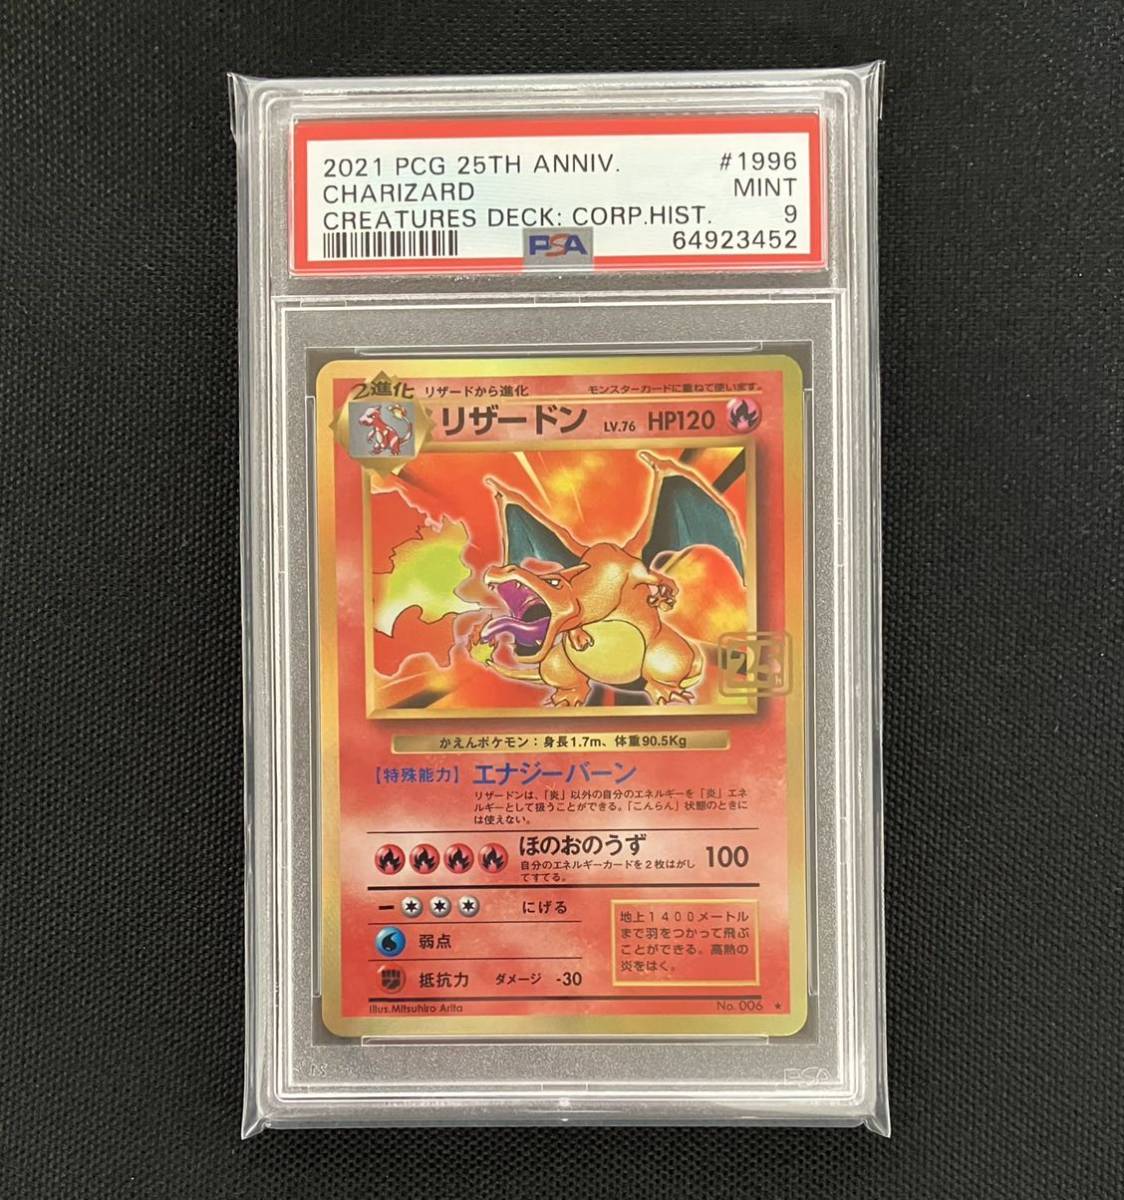 2021 PCG 25TH ANNIV. #1996
CHARIZARD MINT
CREATURES DECK: CORP.HIST. 9
PSA 64923452
2進化 リザードから進化 モンスターカードに重ねて使います。
リザードン LV.76 HP120
25
かえんポケモン：身長1.7m、体重90.5Kg
【特殊能力】エナジーバーン
リザードンは、「炎」以外の自分のエネルギーを「炎」エネ
ルギーとして扱うことができる。「こんらん」状態のときに
は使えない。
ほのおのうず 100
自分のエネルギーカードを2枚はがし
てすてる。
にげる
弱点
抵抗力 ダメージ -30
地上1400メートル
まで羽をつかって飛ぶ
ことができる。高熱の
炎をはく。
Illus.Mitsuhiro Arita No. 006 ★
PSA